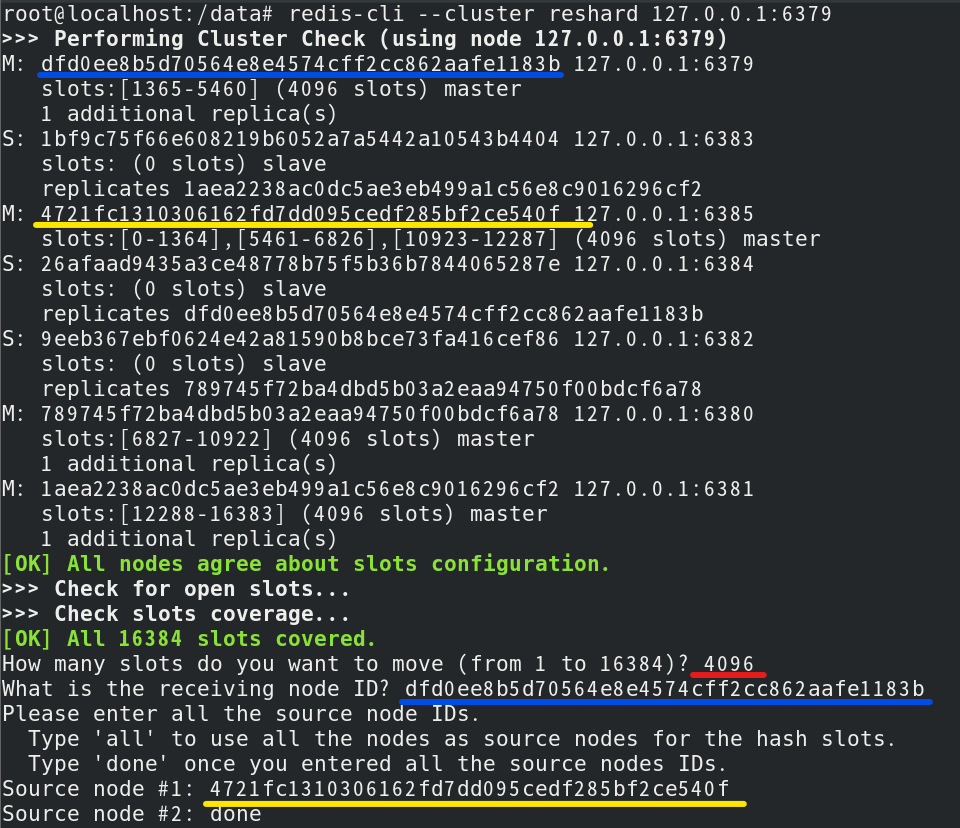 root@localhost:/data# redis-cli --cluster reshard 127.0.0.1:6379
>>> Performing Cluster Check (using node 127.0.0.1:6379)
M: dfd0ee8b5d70564e8e4574cff2cc862aafe1183b 127.0.0.1:6379
   slots:[1365-5460] (4096 slots) master
   1 additional replica(s)
S: 1bf9c75f66e608219b6052a7a5442a10543b4404 127.0.0.1:6383
   slots: (0 slots) slave
   replicates 1aea2238ac0dc5ae3eb499a1c56e8c9016296cf2
M: 4721fc1310306162fd7dd095cedf285bf2ce540f 127.0.0.1:6385
   slots:[0-1364],[5461-6826],[10923-12287] (4096 slots) master
S: 26afaad9435a3ce48778b75f5b36b7844065287e 127.0.0.1:6384
   slots: (0 slots) slave
   replicates dfd0ee8b5d70564e8e4574cff2cc862aafe1183b
S: 9eeb367ebf0624e42a81590b8bce73fa416cef86 127.0.0.1:6382
   slots: (0 slots) slave
   replicates 789745f72ba4dbd5b03a2eaa94750f00bdcf6a78
M: 789745f72ba4dbd5b03a2eaa94750f00bdcf6a78 127.0.0.1:6380
   slots:[6827-10922] (4096 slots) master
   1 additional replica(s)
M: 1aea2238ac0dc5ae3eb499a1c56e8c9016296cf2 127.0.0.1:6381
   slots:[12288-16383] (4096 slots) master
   1 additional replica(s)
[OK] All nodes agree about slots configuration.
>>> Check for open slots...
>>> Check slots coverage...
[OK] All 16384 slots covered.
How many slots do you want to move (from 1 to 16384)? 4096
What is the receiving node ID? dfd0ee8b5d70564e8e4574cff2cc862aafe1183b
Please enter all the source node IDs.
  Type 'all' to use all the nodes as source nodes for the hash slots.
  Type 'done' once you entered all the source nodes IDs.
Source node #1: 4721fc1310306162fd7dd095cedf285bf2ce540f
Source node #2: done